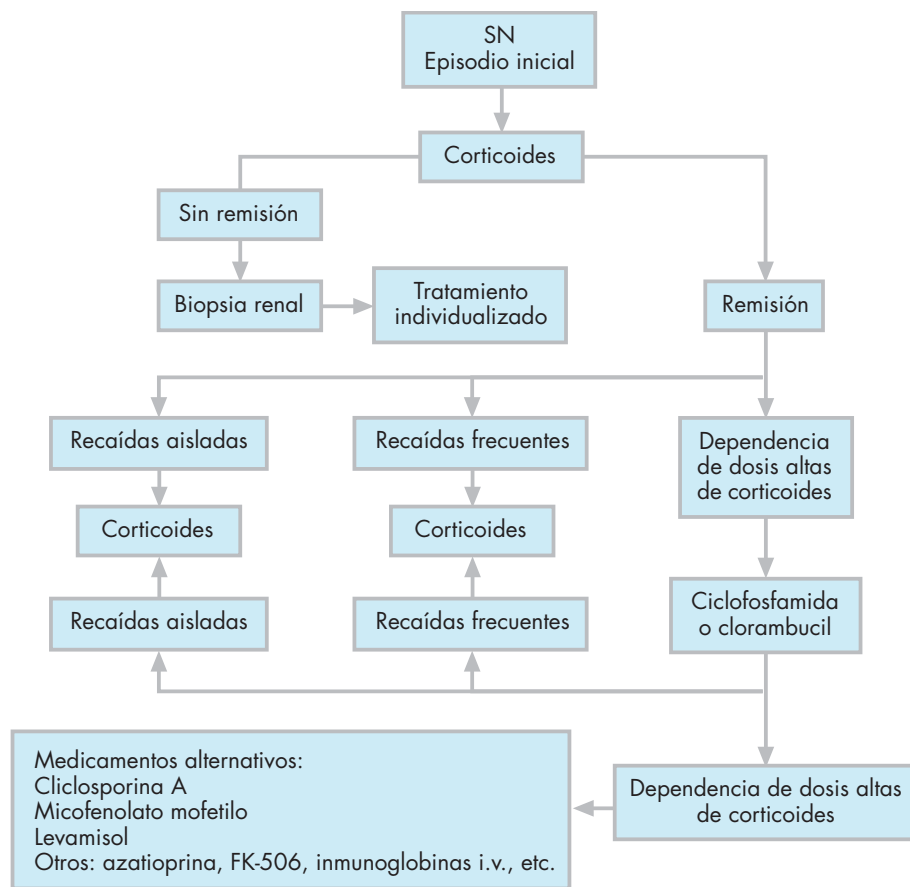 SN
Episodio inicial
Corticoides
Sin remisión
Biopsia renal
Tratamiento
individualizado
Remisión
Recaídas aisladas
Recaídas frecuentes
Dependencia
de dosis altas
de corticoides
Corticoides
Corticoides
Recaídas aisladas
Recaídas frecuentes
Ciclofosfamida
o clorambucil
Medicamentos alternativos:
Cliclosporina A
Micofenolato mofetilo
Levamisol
Otros: azatioprina, FK-506, inmunoglobinas i.v., etc.
Dependencia de dosis altas
de corticoides